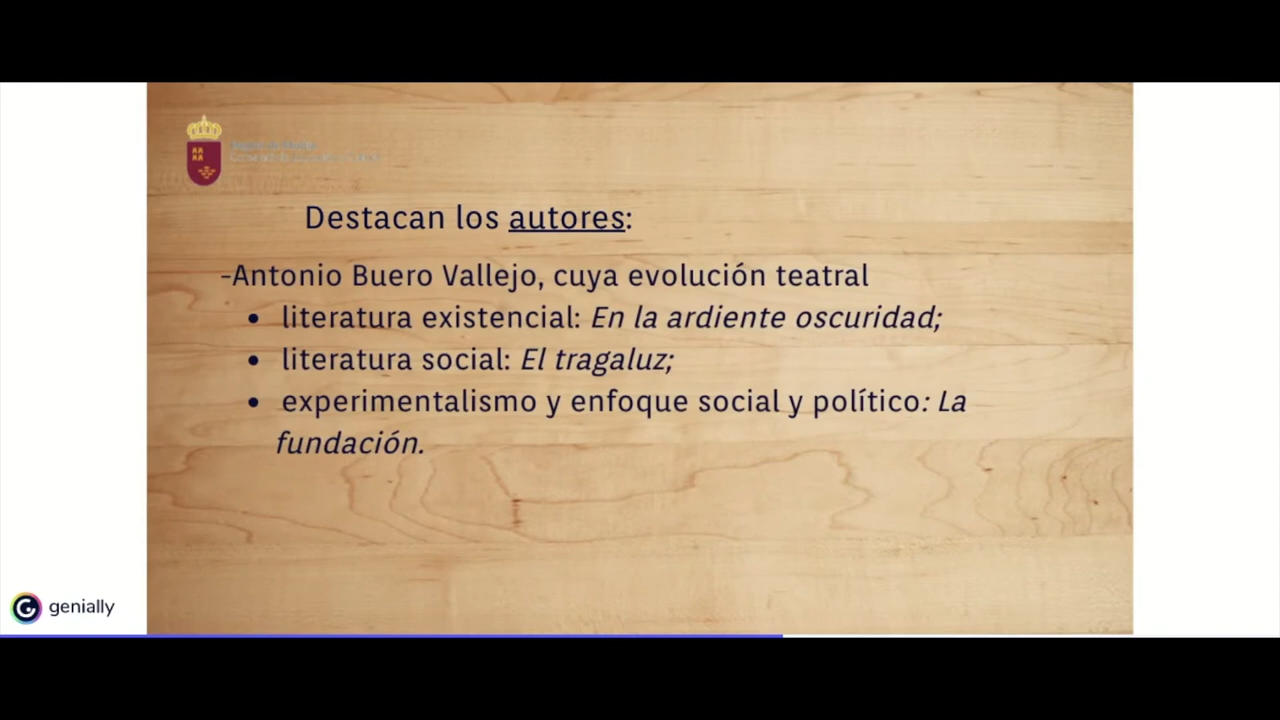 Destacan los autores:
-Antonio Buero Vallejo, cuya evolución teatral
• literatura existencial: En la ardiente oscuridad;
• literatura social: El tragaluz;
• experimentalismo y enfoque social y político: La
fundación.
genially